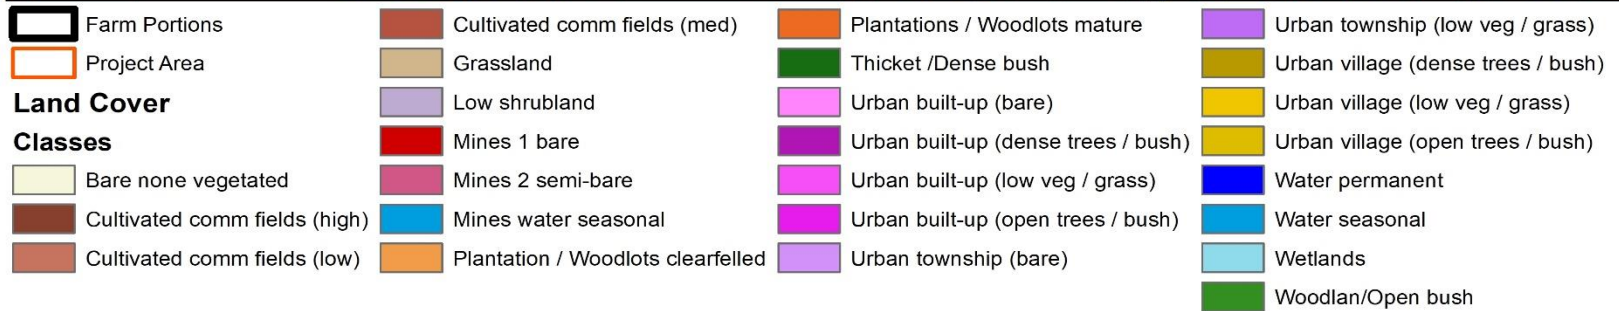 Farm Portions
Project Area
Land Cover
Classes
Bare none vegetated
Cultivated comm fields (high)
Cultivated comm fields (low)
Cultivated comm fields (med)
Grassland
Low shrubland
Mines 1 bare
Mines 2 semi-bare
Mines water seasonal
Plantation / Woodlots clearfelled
Plantations / Woodlots mature
Thicket /Dense bush
Urban built-up (bare)
Urban built-up (dense trees / bush)
Urban built-up (low veg / grass)
Urban built-up (open trees / bush)
Urban township (bare)
Urban township (low veg / grass)
Urban village (dense trees / bush)
Urban village (low veg / grass)
Urban village (open trees / bush)
Water permanent
Water seasonal
Wetlands
Woodlan/Open bush